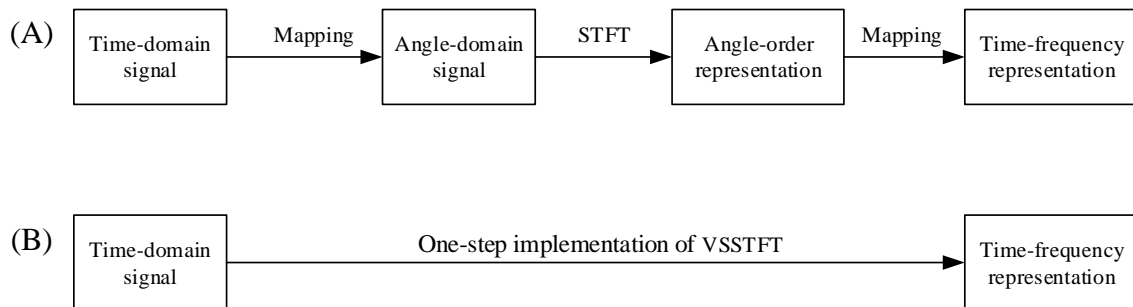 (A)
Time-domain
signal
Mapping
Angle-domain
signal
STFT
Angle-order
representation
Mapping
Time-frequency
representation
(B)
Time-domain
signal
One-step implementation of VSSTFT
Time-frequency
representation